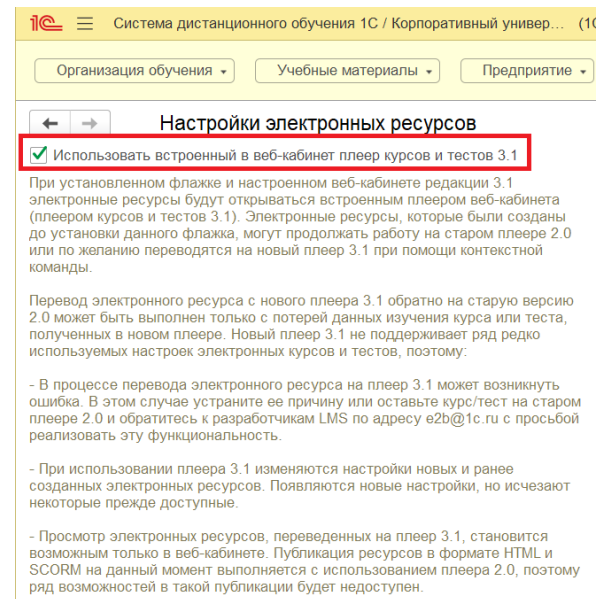 1С Система дистанционного обучения 1С / Корпоративный универ... (1С
Организация обучения Учебные материалы Предприятие
Настройки электронных ресурсов
Использовать встроенный в веб-кабинет плеер курсов и тестов 3.1
При установленном флажке и настроенном веб-кабинете редакции 3.1
электронные ресурсы будут открываться встроенным плеером веб-кабинета
(плеером курсов и тестов 3.1). Электронные ресурсы, которые были созданы
до установки данного флажка, могут продолжать работу на старом плеере 2.0
или по желанию переводятся на новый плеер 3.1 при помощи контекстной
команды.
Перевод электронного ресурса с нового плеера 3.1 обратно на старую версию
2.0 может быть выполнен только с потерей данных изучения курса или теста,
полученных в новом плеере. Новый плеер 3.1 не поддерживает ряд редко
используемых настроек электронных курсов и тестов, поэтому:
- В процессе перевода электронного ресурса на плеер 3.1 может возникнуть
ошибка. В этом случае устраните ее причину или оставьте курс/тест на старом
плеере 2.0 и обратитесь к разработчикам LMS по адресу e2b@1c.ru с просьбой
реализовать эту функциональность.
- При использовании плеера 3.1 изменяются настройки новых и ранее
созданных электронных ресурсов. Появляются новые настройки, но исчезают
некоторые прежде доступные.
- Просмотр электронных ресурсов, переведенных на плеер 3.1, становится
возможным только в веб-кабинете. Публикация ресурсов в формате HTML и
SCORM на данный момент выполняется с использованием плеера 2.0, поэтому
ряд возможностей в такой публикации будет недоступен.